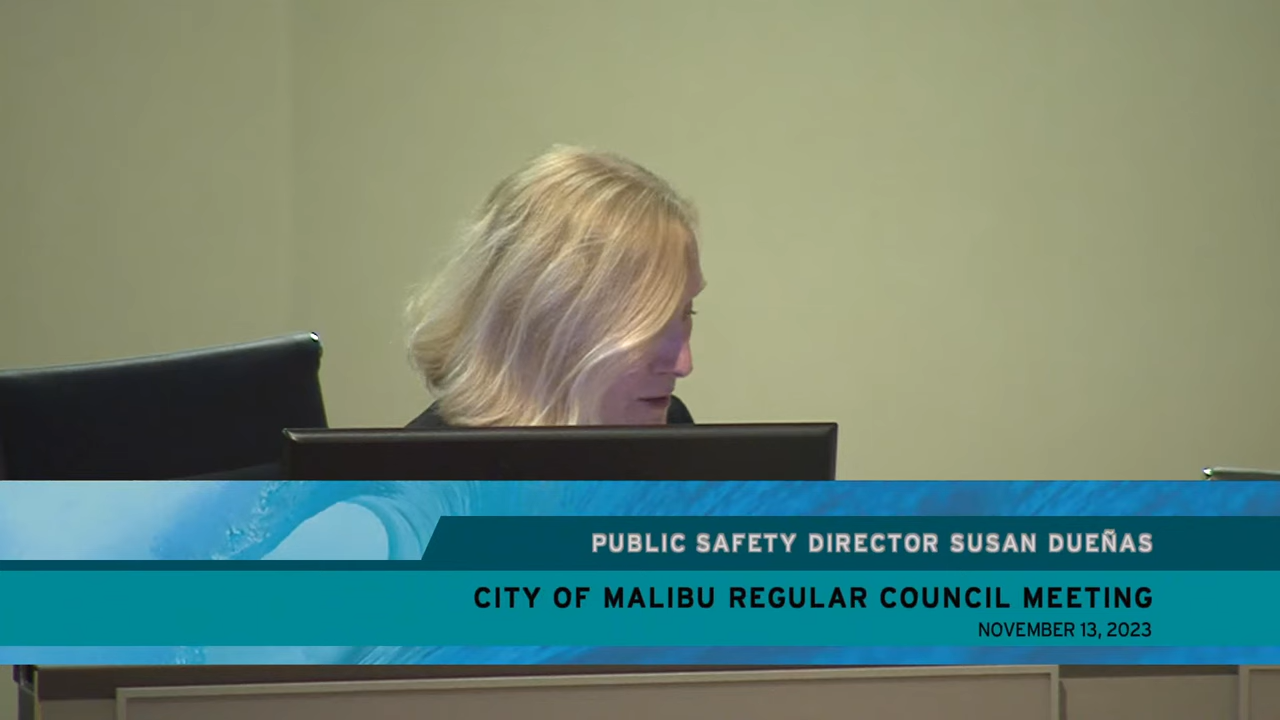 PUBLIC SAFETY DIRECTOR SUSAN DUEÑAS
CITY OF MALIBU REGULAR COUNCIL MEETING
NOVEMBER 13, 2023